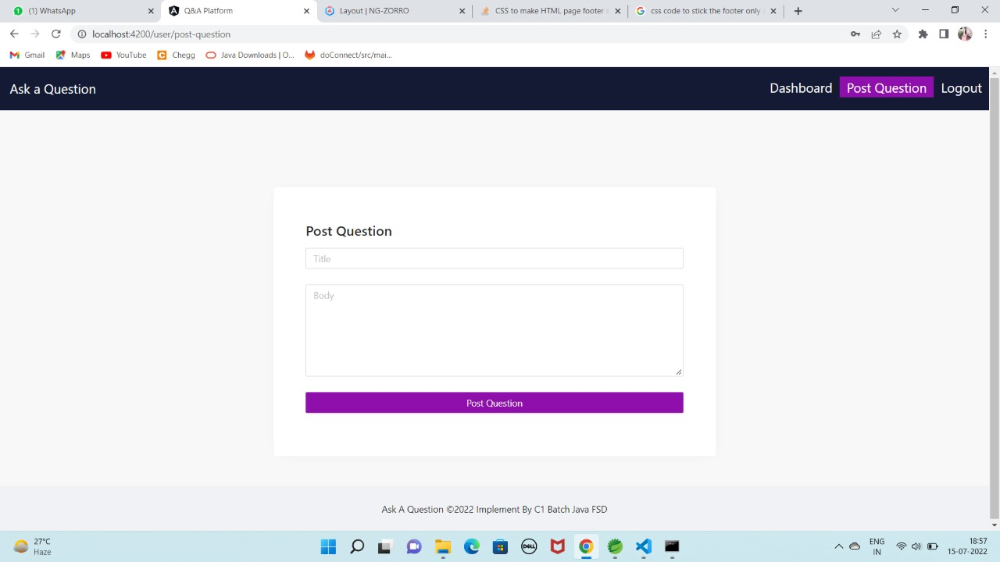 (1) WhatsApp
Q&A Platform
Layout | NG-ZORRO
CSS to make HTML page footer s
css code to stick the footer only a
localhost:4200/user/post-question
Gmail
Maps
YouTube
Chegg
Java Downloads | O...
doConnect/src/mai...
Ask a Question
Dashboard
Post Question
Logout
Post Question
Title
Body
Post Question
Ask A Question ©2022 Implement By C1 Batch Java FSD
27°C
Haze
DELL
ENG
IN
18:57
15-07-2022